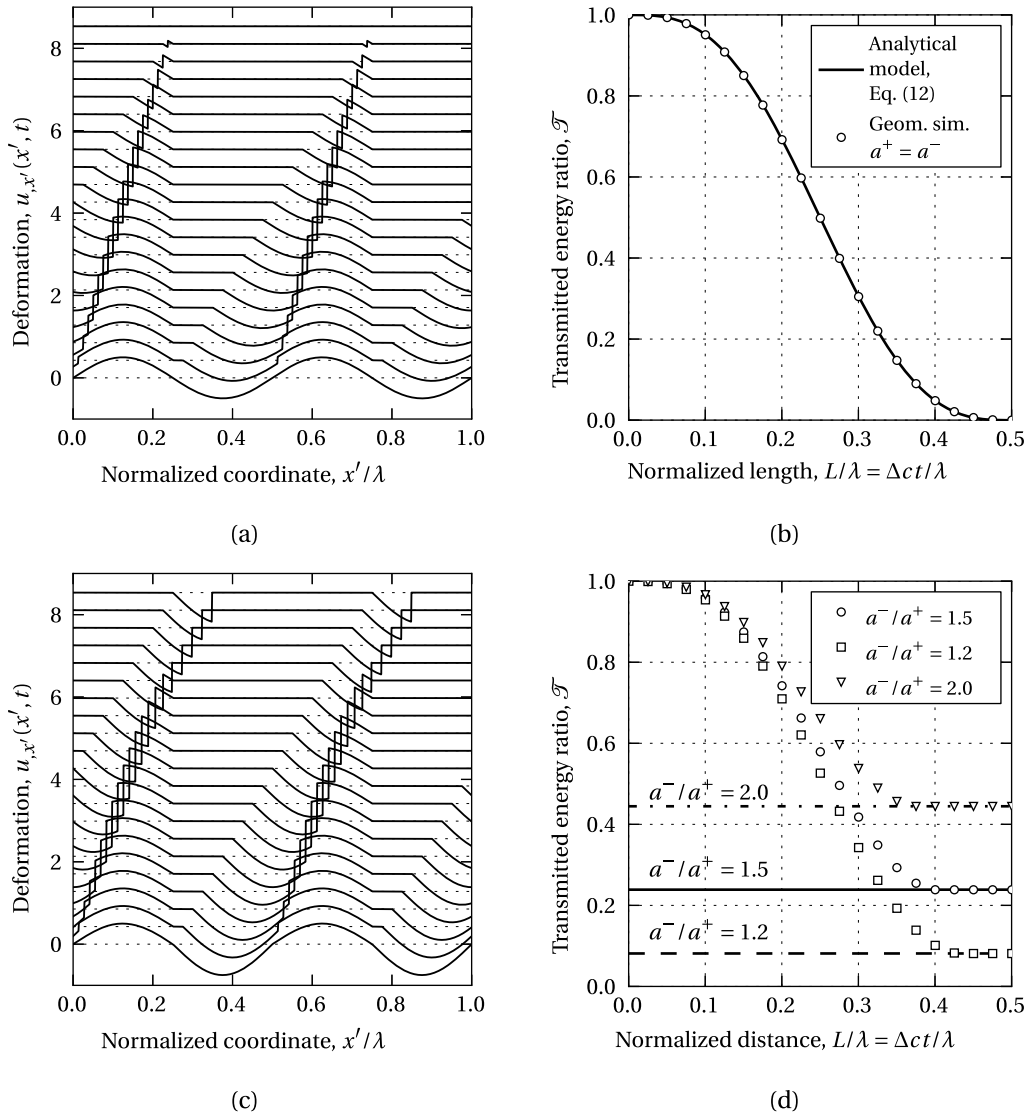 8
6
4
2
0
Deformation, u,x′(x′, t)
0.0 0.2 0.4 0.6 0.8 1.0
Normalized coordinate, x′/λ
(a)
1.0
0.8
0.6
0.4
0.2
0.0
Transmitted energy ratio, 𝒯
Analytical
model,
Eq. (12)
Geom. sim.
a⁺ = a⁻
0.0 0.1 0.2 0.3 0.4 0.5
Normalized length, L/λ = Δct/λ
(b)
8
6
4
2
0
Deformation, u,x′(x′, t)
0.0 0.2 0.4 0.6 0.8 1.0
Normalized coordinate, x′/λ
(c)
1.0
0.8
0.6
0.4
0.2
0.0
Transmitted energy ratio, 𝒯
a⁻/a⁺ = 1.5
a⁻/a⁺ = 1.2
a⁻/a⁺ = 2.0
a⁻/a⁺ = 2.0
a⁻/a⁺ = 1.5
a⁻/a⁺ = 1.2
0.0 0.1 0.2 0.3 0.4 0.5
Normalized distance, L/λ = Δct/λ
(d)